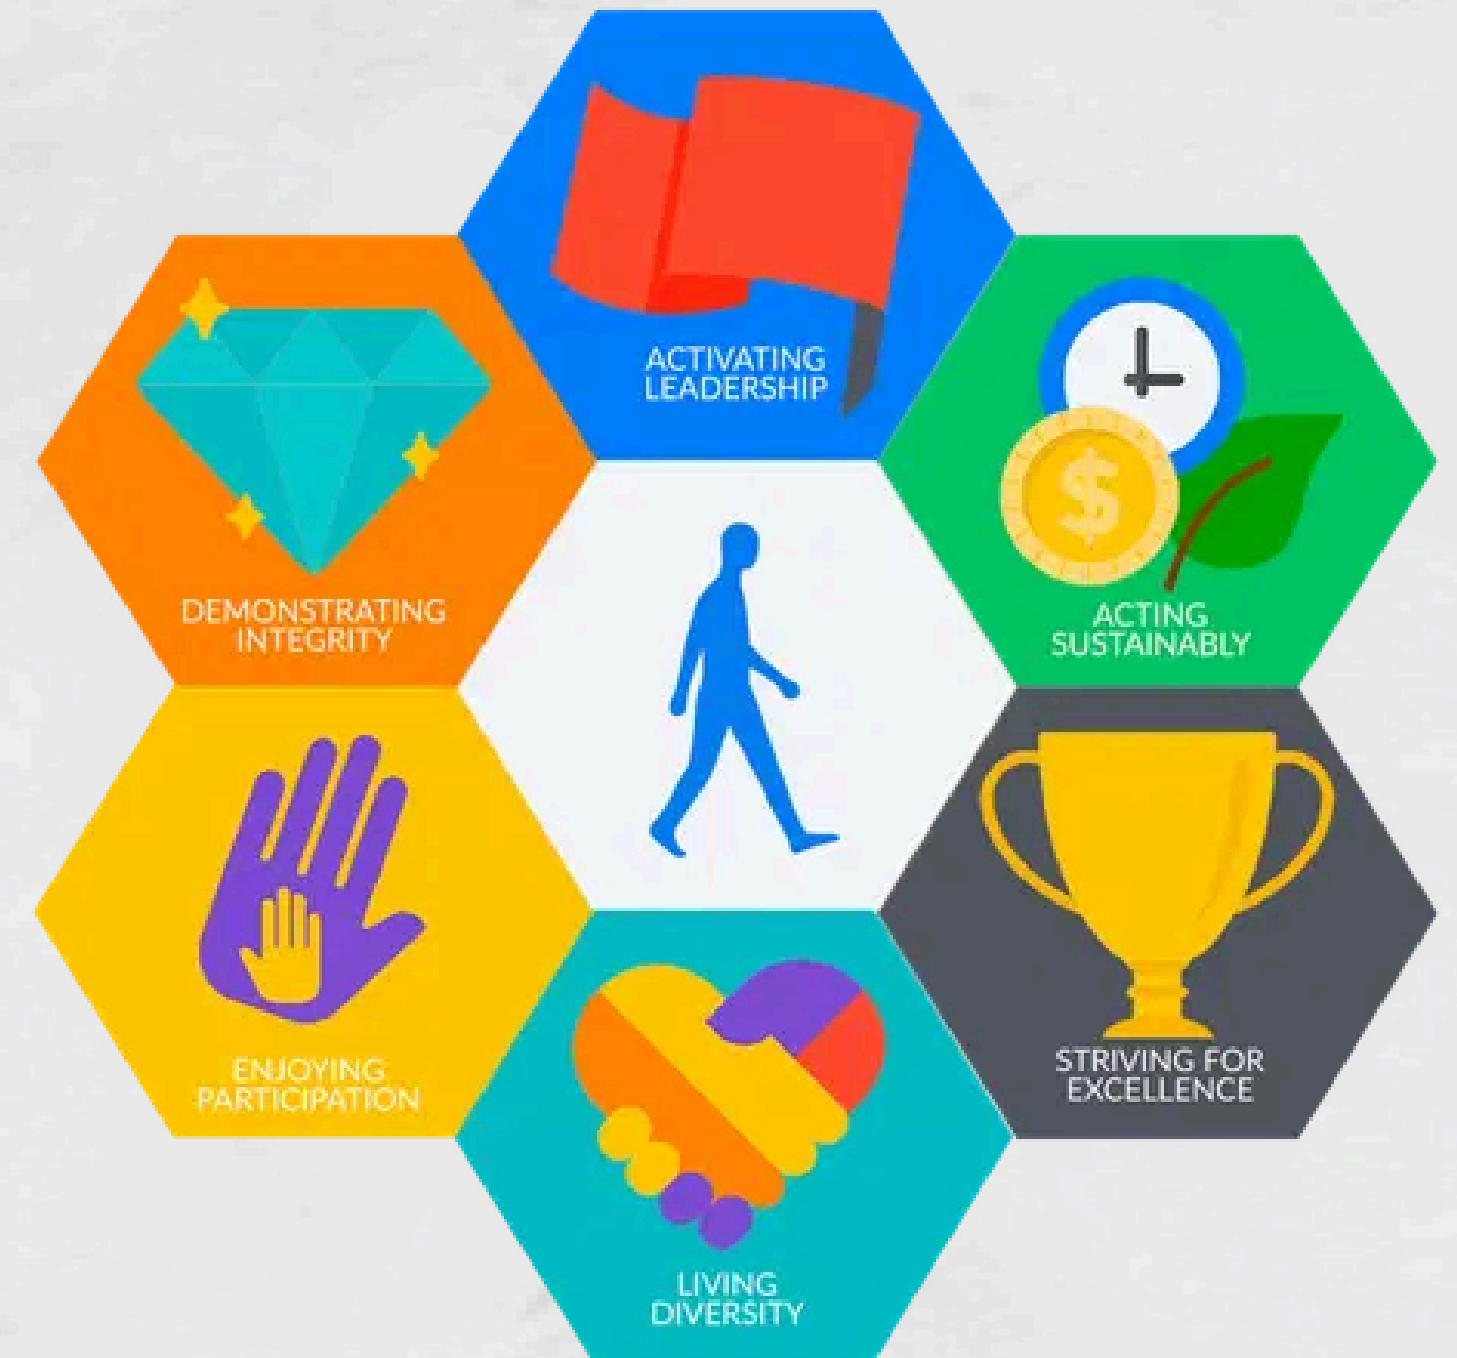 ACTIVATING
LEADERSHIP
DEMONSTRATING
INTEGRITY
$
ACTING
SUSTAINABLY
ENJOYING
PARTICIPATION
STRIVING FOR
EXCELLENCE
LIVING
DIVERSITY